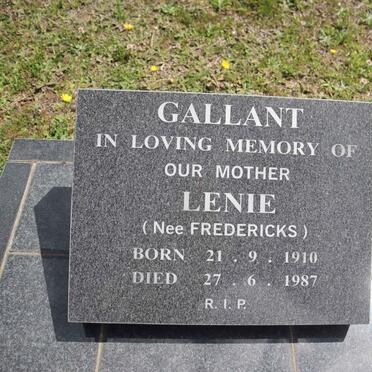 GALLANT
IN LOVING MEMORY OF
OUR MOTHER
LENIE
(Nee FREDERICKS)
BORN 21 . 9 . 1910
DIED 27 . 6 . 1987
R.I.P.